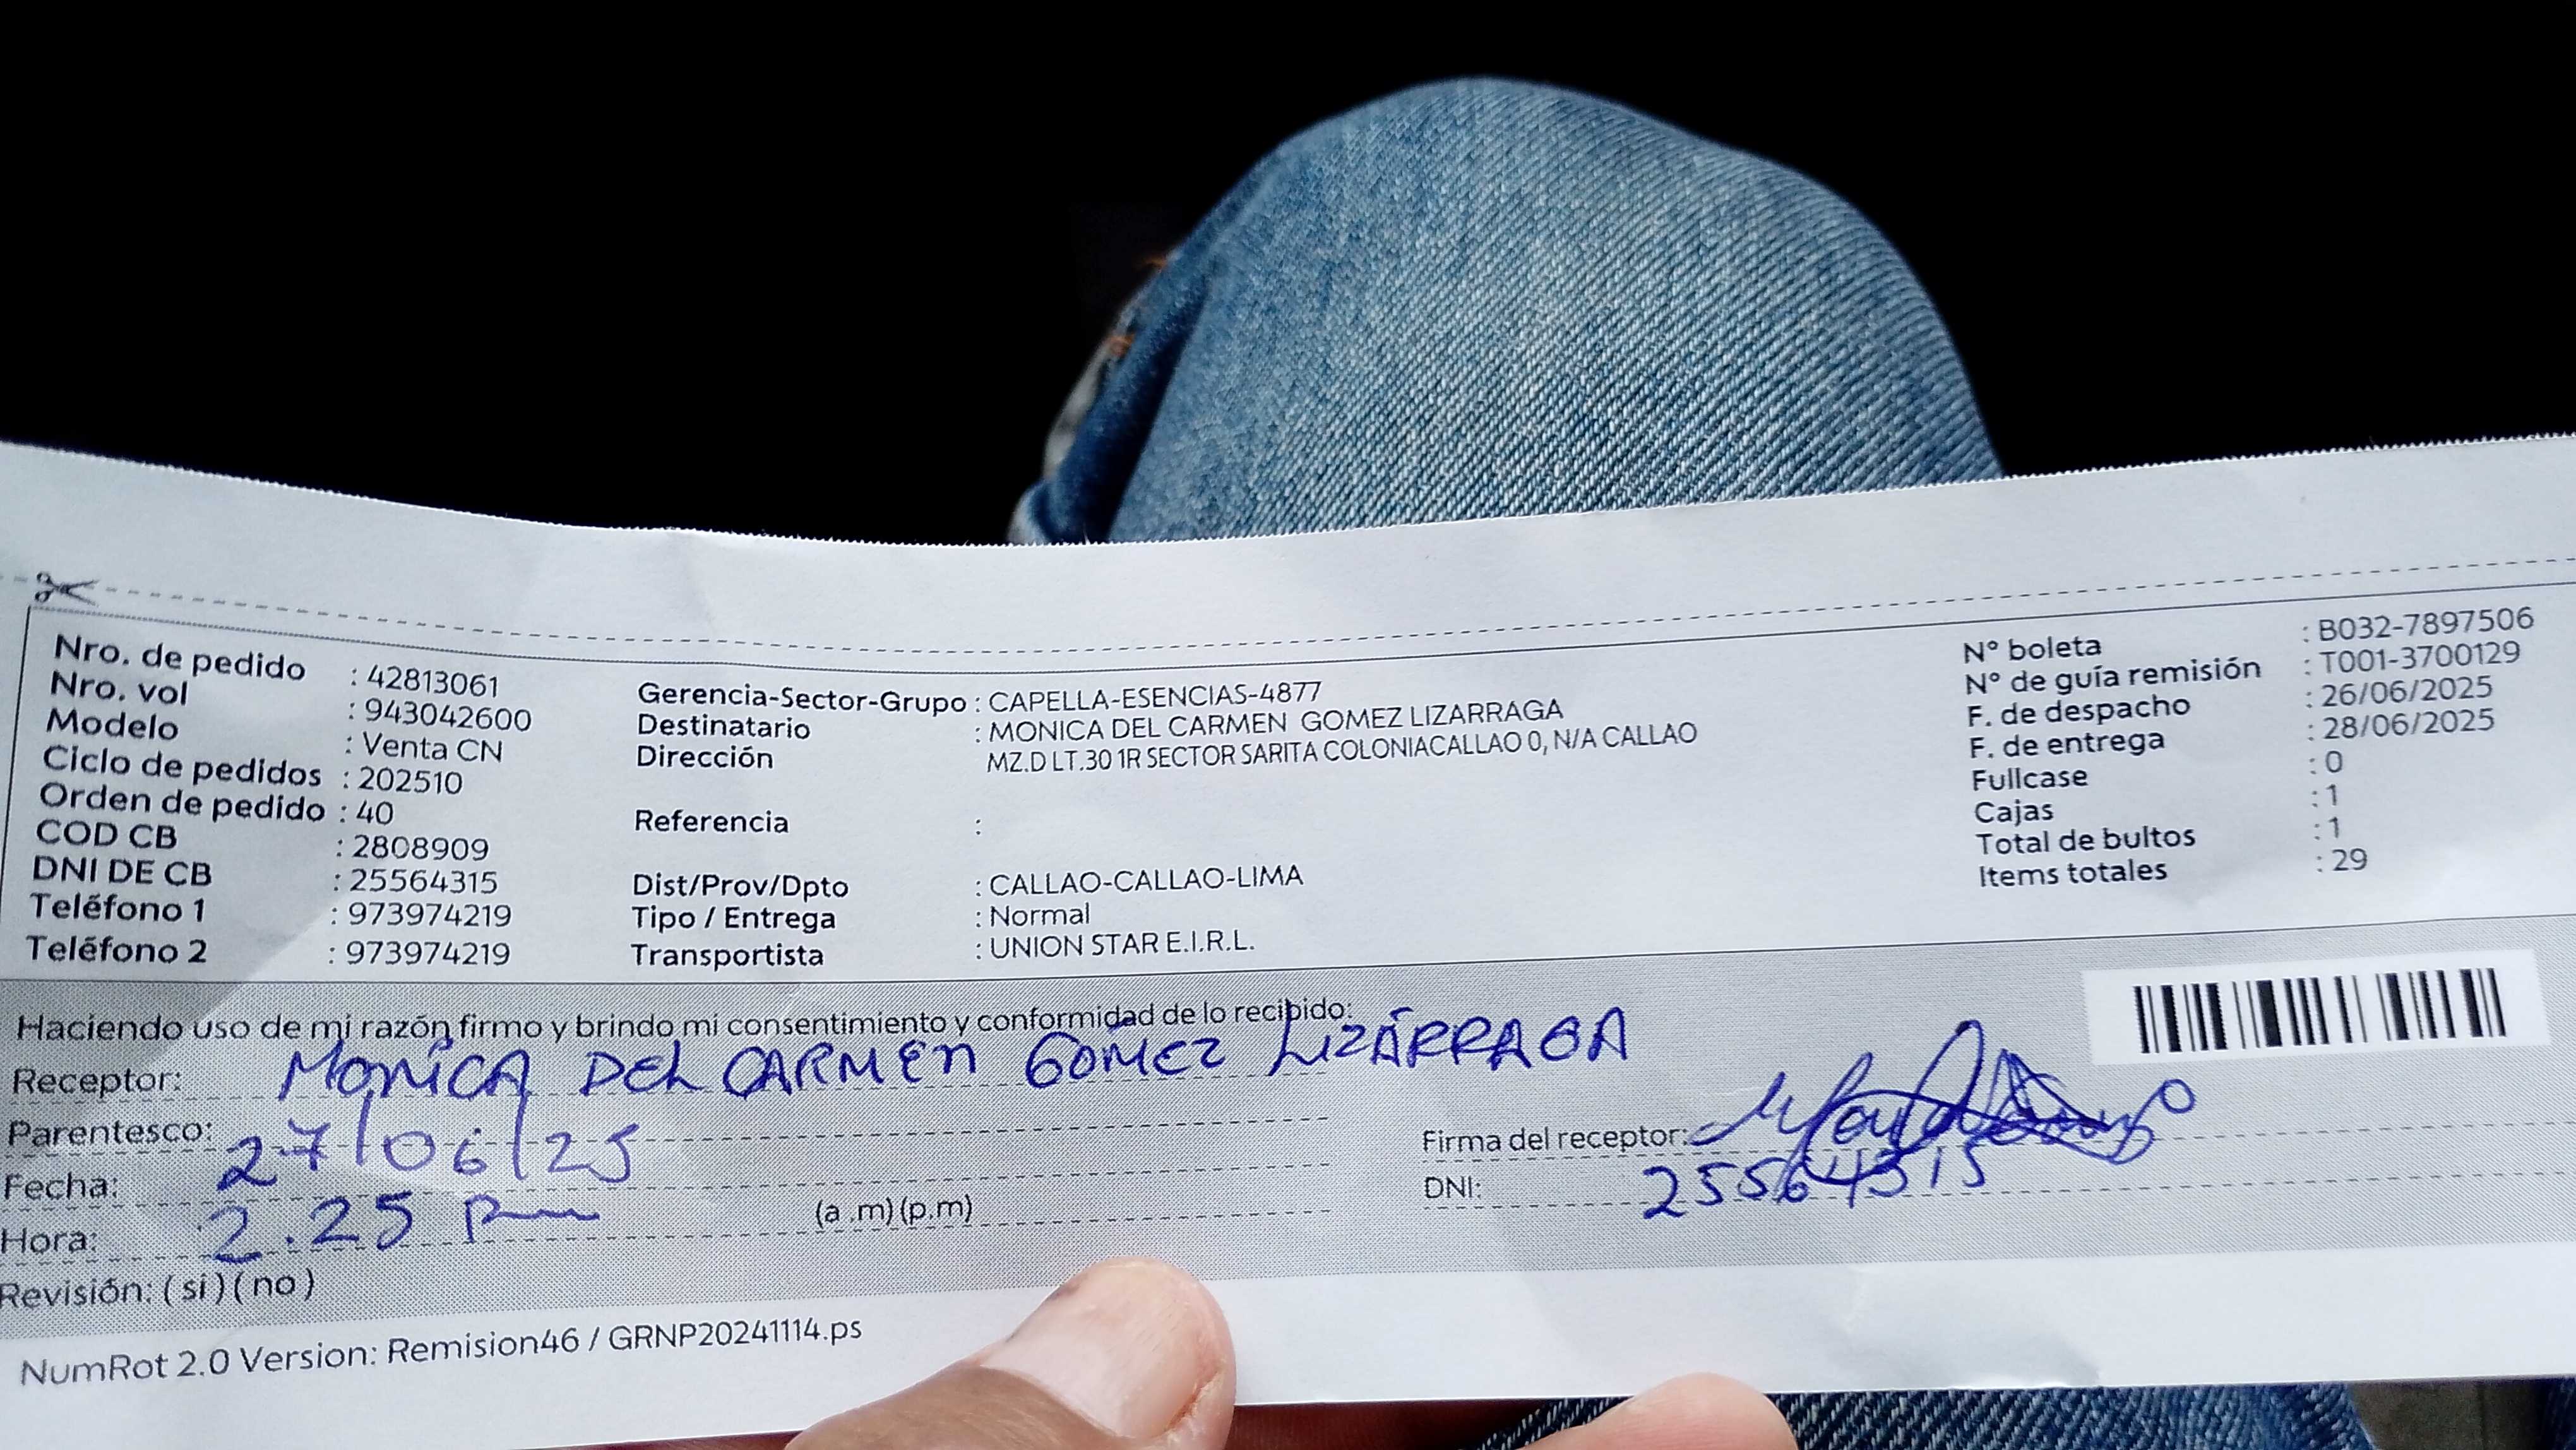 Nro. de pedido : 42813061
Nro. vol : 943042600
Modelo : Venta CN
Ciclo de pedidos : 202510
Orden de pedido : 40
COD CB : 2808909
DNI DE CB : 25564315
Teléfono 1 : 973974219
Teléfono 2 : 973974219
Gerencia-Sector-Grupo : CAPELLA-ESENCIAS-4877
Destinatario : MONICA DEL CARMEN GOMEZ LIZARRAGA
Dirección MZ.D LT.30 1R SECTOR SARITA COLONIACALLAO 0, N/A CALLAO
Referencia :
Dist/Prov/Dpto : CALLAO-CALLAO-LIMA
Tipo / Entrega : Normal
Transportista : UNION STAR E.I.R.L.
N° boleta : B032-7897506
N° de guía remisión : T001-3700129
F. de despacho : 26/06/2025
F. de entrega : 28/06/2025
Fullcase : 0
Cajas : 1
Total de bultos : 1
Items totales : 29
Haciendo uso de mi razón firmo y brindo mi consentimiento y conformidad de lo recibido:
Receptor: MONICA DEL CARMEN GOMEZ LIZÁRRAGA
Parentesco:
Fecha: 27/06/25
Hora: 2.25 pm (a .m) (p.m)
Revisión: (si) (no)
Firma del receptor:
DNI: 25564315
NumRot 2.0 Version: Remision46 / GRNP20241114.ps